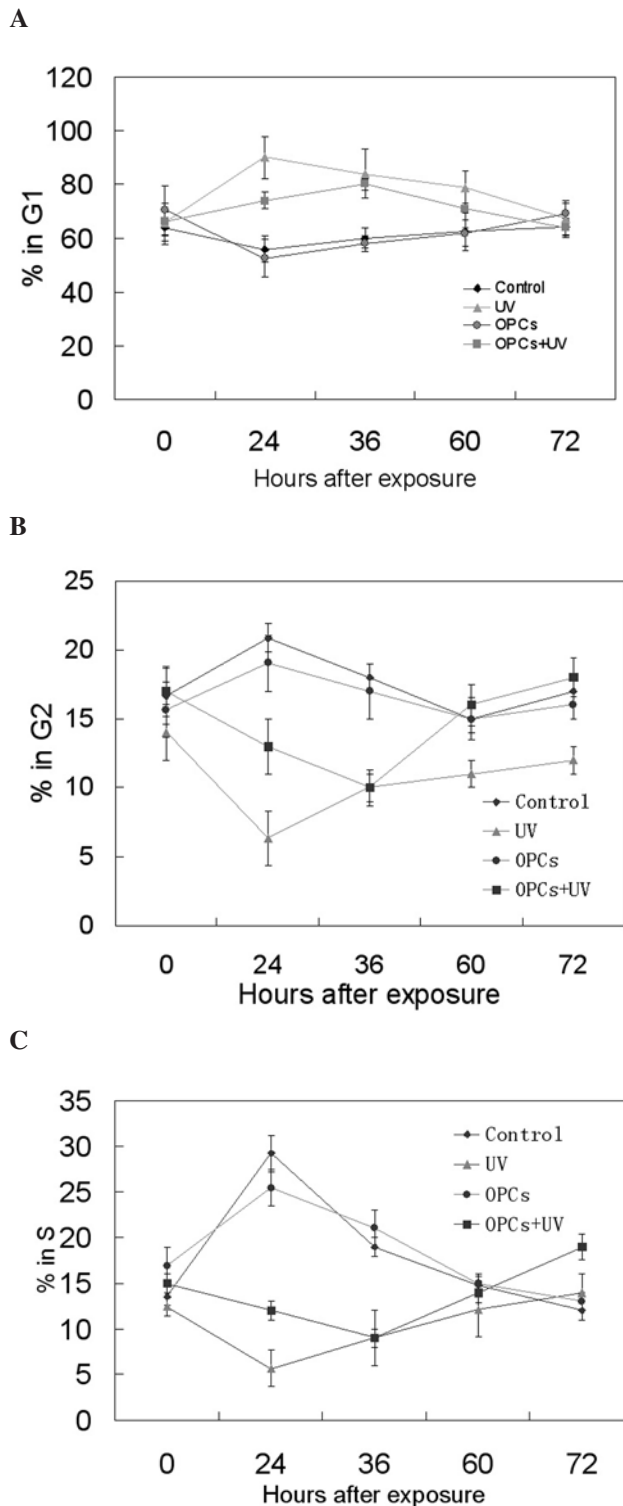 A
120
100
80
60
40
20
0
% in G1
Control
UV
OPCs
OPCs+UV
0 24 36 60 72
Hours after exposure
B
25
20
15
10
5
0
% in G2
Control
UV
OPCs
OPCs+UV
0 24 36 60 72
Hours after exposure
C
35
30
25
20
15
10
5
0
% in S
Control
UV
OPCs
OPCs+UV
0 24 36 60 72
Hours after exposure